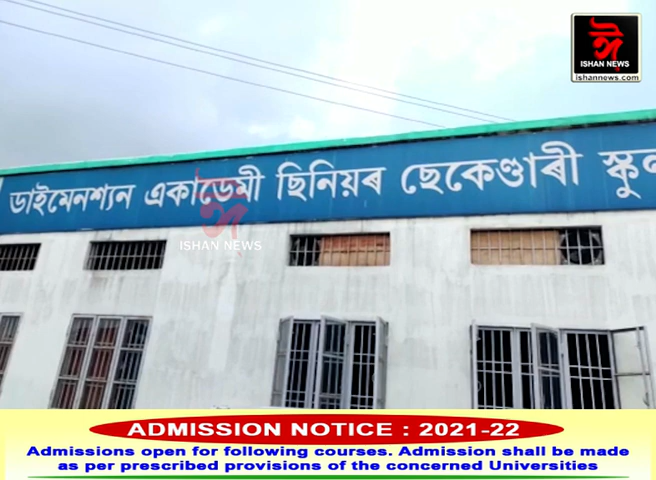 ঈ
ISHAN NEWS
ishannews.com
ডাইমেনশ্যন একাডেমী ছিনিয়ৰ ছেকেণ্ডাৰী স্কুল
ঈ
ISHAN NEWS
ADMISSION NOTICE : 2021-22
Admissions open for following courses. Admission shall be made
as per prescribed provisions of the concerned Universities